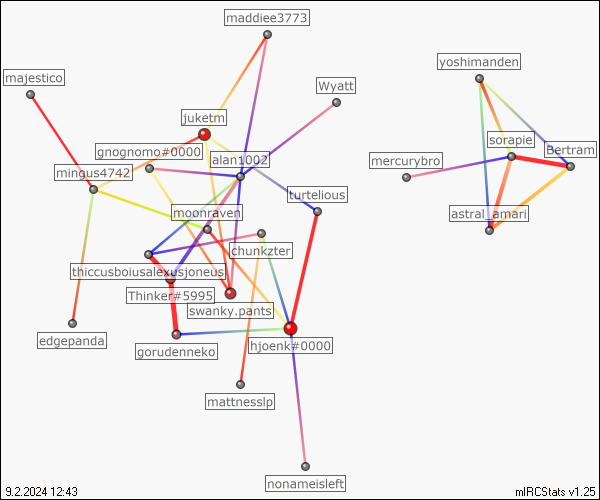 maddiee3773
majestico
yoshimanden
Wyatt
juketm
sorapie
gnognomo#0000
Bertram
alan1002
mercurybro
mingus4742
turtelious
moonraven
astral_amari
chunkzter
thiccusboiusalexusjoneus
Thinker#5995
swanky.pants
edgepanda
hjoenk#0000
gorudenneko
mattnesslp
nonameisleft
9.2.2024 12:43
mIRCStats v1.25